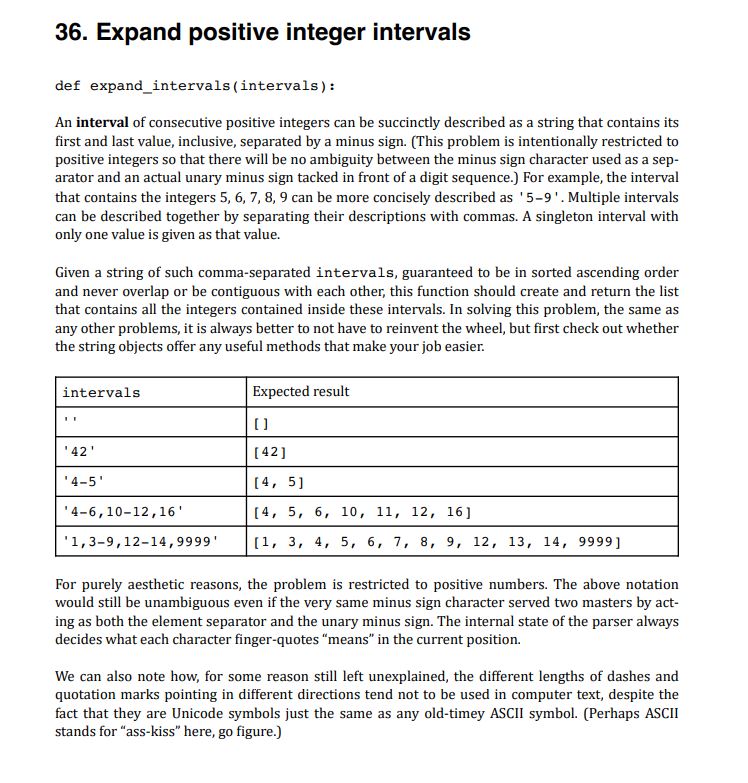 36. Expand positive integer intervals
def expand_intervals(intervals):
An interval of consecutive positive integers can be succinctly described as a string that contains its
first and last value, inclusive, separated by a minus sign. (This problem is intentionally restricted to
positive integers so that there will be no ambiguity between the minus sign character used as a sep-
arator and an actual unary minus sign tacked in front of a digit sequence.) For example, the interval
that contains the integers 5, 6, 7, 8, 9 can be more concisely described as '5-9'. Multiple intervals
can be described together by separating their descriptions with commas. A singleton interval with
only one value is given as that value.
Given a string of such comma-separated intervals, guaranteed to be in sorted ascending order
and never overlap or be contiguous with each other, this function should create and return the list
that contains all the integers contained inside these intervals. In solving this problem, the same as
any other problems, it is always better to not have to reinvent the wheel, but first check out whether
the string objects offer any useful methods that make your job easier.
intervals Expected result
'' []
'42' [42]
'4-5' [4, 5]
'4-6,10-12,16' [4, 5, 6, 10, 11, 12, 16]
'1,3-9,12-14,9999' [1, 3, 4, 5, 6, 7, 8, 9, 12, 13, 14, 9999]
For purely aesthetic reasons, the problem is restricted to positive numbers. The above notation
would still be unambiguous even if the very same minus sign character served two masters by act-
ing as both the element separator and the unary minus sign. The internal state of the parser always
decides what each character finger-quotes “means” in the current position.
We can also note how, for some reason still left unexplained, the different lengths of dashes and
quotation marks pointing in different directions tend not to be used in computer text, despite the
fact that they are Unicode symbols just the same as any old-timey ASCII symbol. (Perhaps ASCII
stands for “ass-kiss” here, go figure.)